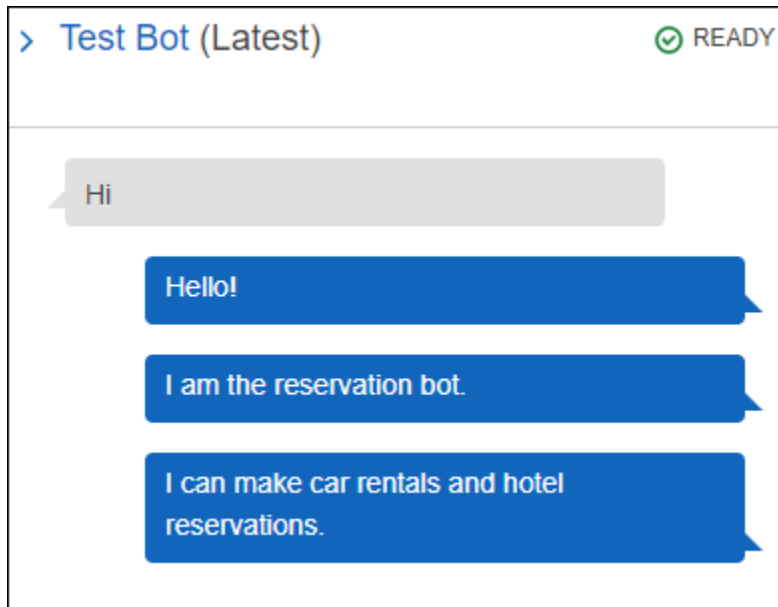 Test Bot (Latest) READY
Hi
Hello!
I am the reservation bot.
I can make car rentals and hotel
reservations.